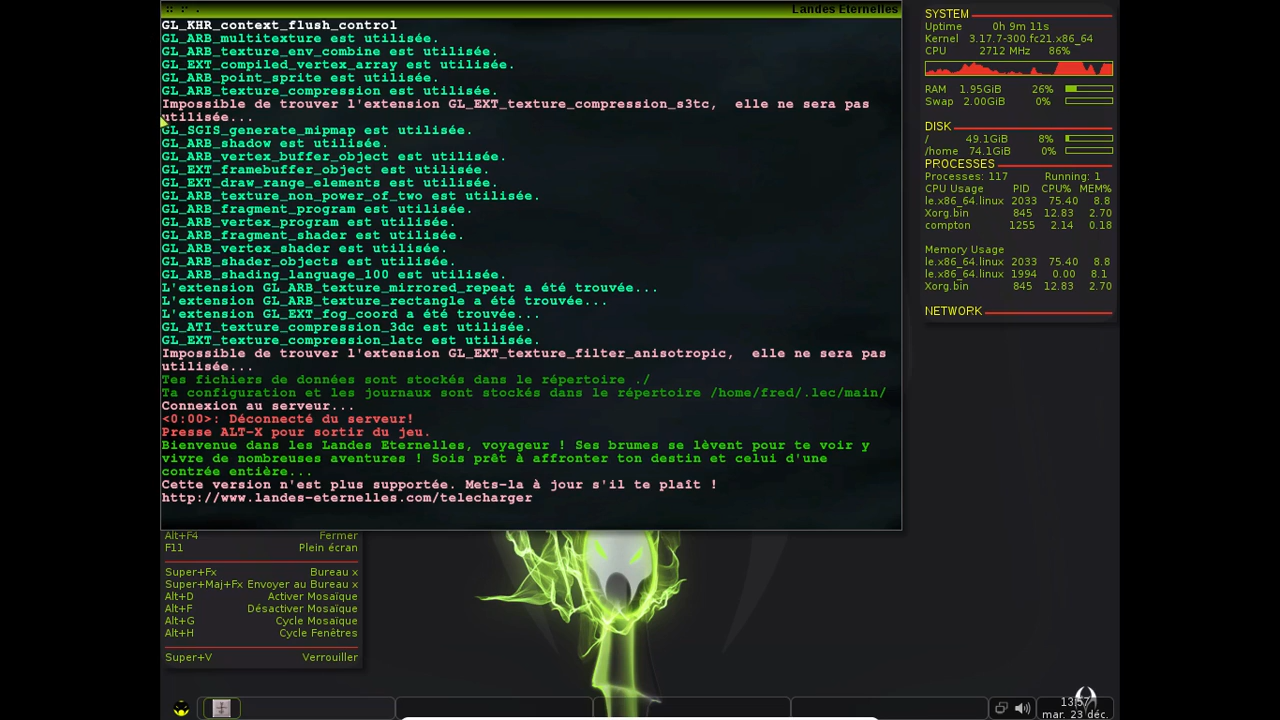 Landes Eternelles
GL_KHR_context_flush_control
GL_ARB_multitexture est utilisée.
GL_ARB_texture_env_combine est utilisée.
GL_EXT_compiled_vertex_array est utilisée.
GL_ARB_point_sprite est utilisée.
GL_ARB_texture_compression est utilisée.
Impossible de trouver l'extension GL_EXT_texture_compression_s3tc, elle ne sera pas
utilisée...
GL_SGIS_generate_mipmap est utilisée.
GL_ARB_shadow est utilisée.
GL_ARB_vertex_buffer_object est utilisée.
GL_EXT_framebuffer_object est utilisée.
GL_EXT_draw_range_elements est utilisée.
GL_ARB_texture_non_power_of_two est utilisée.
GL_ARB_fragment_program est utilisée.
GL_ARB_vertex_program est utilisée.
GL_ARB_fragment_shader est utilisée.
GL_ARB_vertex_shader est utilisée.
GL_ARB_shader_objects est utilisée.
GL_ARB_shading_language_100 est utilisée.
L'extension GL_ARB_texture_mirrored_repeat a été trouvée...
L'extension GL_ARB_texture_rectangle a été trouvée...
L'extension GL_EXT_fog_coord a été trouvée...
GL_ATI_texture_compression_3dc est utilisée.
GL_EXT_texture_compression_latc est utilisée.
Impossible de trouver l'extension GL_EXT_texture_filter_anisotropic, elle ne sera pas
utilisée...
Tes fichiers de données sont stockés dans le répertoire ./
Ta configuration et les journaux sont stockés dans le répertoire /home/fred/.lec/main/
Connexion au serveur...
<0:00>: Déconnecté du serveur!
Presse ALT-X pour sortir du jeu.
Bienvenue dans les Landes Eternelles, voyageur ! Ses brumes se lèvent pour te voir y
vivre de nombreuses aventures ! Sois prêt à affronter ton destin et celui d'une
contrée entière...
Cette version n'est plus supportée. Mets-la à jour s'il te plaît !
http://www.landes-eternelles.com/telecharger
Alt+F4 Fermer
F11 Plein écran
Super+Fx Bureau x
Super+Maj+Fx Envoyer au Bureau x
Alt+D Activer Mosaïque
Alt+F Désactiver Mosaïque
Alt+G Cycle Mosaïque
Alt+H Cycle Fenêtres
Super+V Verrouiller
SYSTEM
Uptime 0h 9m 11s
Kernel 3.17.7-300.fc21.x86_64
CPU 2712 MHz 86%
RAM 1.95GiB 26%
Swap 2.00GiB 0%
DISK
/ 49.1GiB 8%
/home 74.1GiB 0%
PROCESSES
Processes: 117 Running: 1
CPU Usage PID CPU% MEM%
le.x86_64.linux 2033 75.40 8.8
Xorg.bin 845 12.83 2.70
compton 1255 2.14 0.18
Memory Usage
le.x86_64.linux 2033 75.40 8.8
le.x86_64.linux 1994 0.00 8.1
Xorg.bin 845 12.83 2.70
NETWORK
13:57
mar. 23 déc.